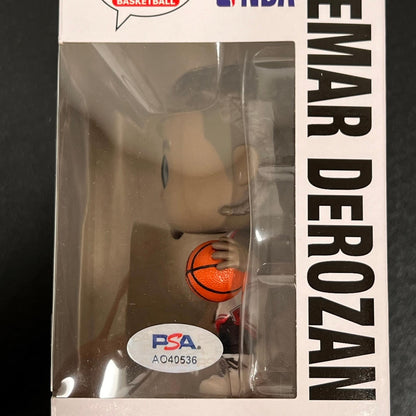 BASKETBALL
NBA
EMAR DEROZAN
PSA
AO40536